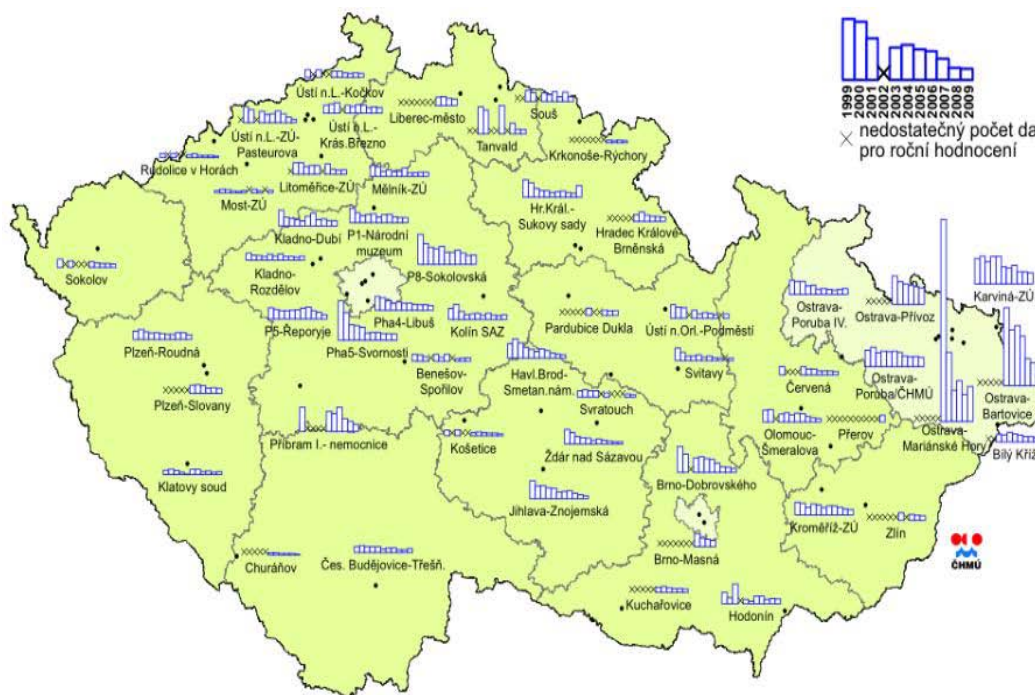 1999
2000
2001
2002
2003
2004
2005
2006
2007
2008
2009
nedostatečný počet da
pro roční hodnocení
Ústí n.L.-Kočkov
Ústí n.L.-ZÚ-
Pasteurova
Ústí n.L.-
Krás.Březno
Liberec-město
Souš
Tanvald
Krkonoše-Rýchory
Rudolice v Horách
Most-ZÚ
Litoměřice-ZÚ
Mělník-ZÚ
Hr.Král.-
Sukovy sady
Hradec Králové-
Brněnská
Kladno-Dubí
P1-Národní
muzeum
P8-Sokolovská
Sokolov
Kladno-
Rozdělov
P5-Řeporyje
Pha4-Libuš
Pha5-Svornosti
Kolín SAZ
Pardubice Dukla
Ústí n.Orl.-Podměstí
Ostrava-
Poruba IV.
Ostrava-Přívoz
Karviná-ZÚ
Plzeň-Roudná
Plzeň-Slovany
Benešov-
Spořilov
Havl.Brod-
Smetan.nám.
Svitavy
Svratouch
Červená
Ostrava-
Poruba/ČHMÚ
Ostrava-
Bartovice
Ostrava-
Mariánské Hory
Bílý Kříž
Příbram I.- nemocnice
Košetice
Žďár nad Sázavou
Olomouc-
Šmeralova
Přerov
Klatovy soud
Jihlava-Znojemská
Brno-Dobrovského
Brno-Masná
Kroměříž-ZÚ
Zlín
ČHMÚ
Churáňov
Čes. Budějovice-Třešň.
Kuchařovice
Hodonín